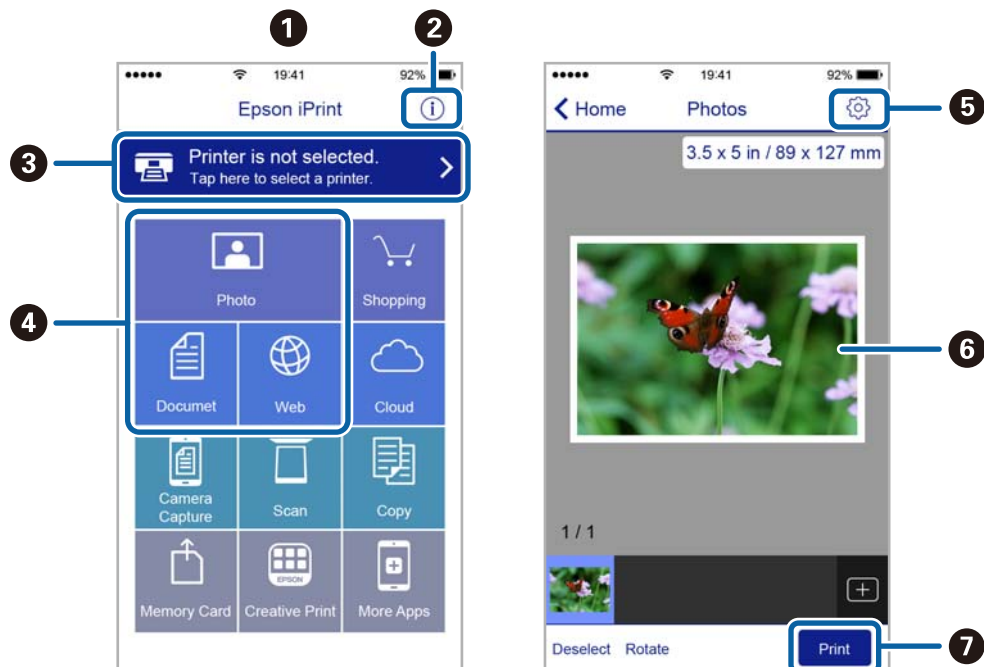 1
2
19:41
92%
Epson iPrint
3
Printer is not selected.
Tap here to select a printer.
4
Photo
Shopping
Documet
Web
Cloud
Camera
Capture
Scan
Copy
EPSON
Memory Card
Creative Print
More Apps
19:41
92%
Home
Photos
5
3.5 x 5 in / 89 x 127 mm
6
1 / 1
Deselect
Rotate
Print
7